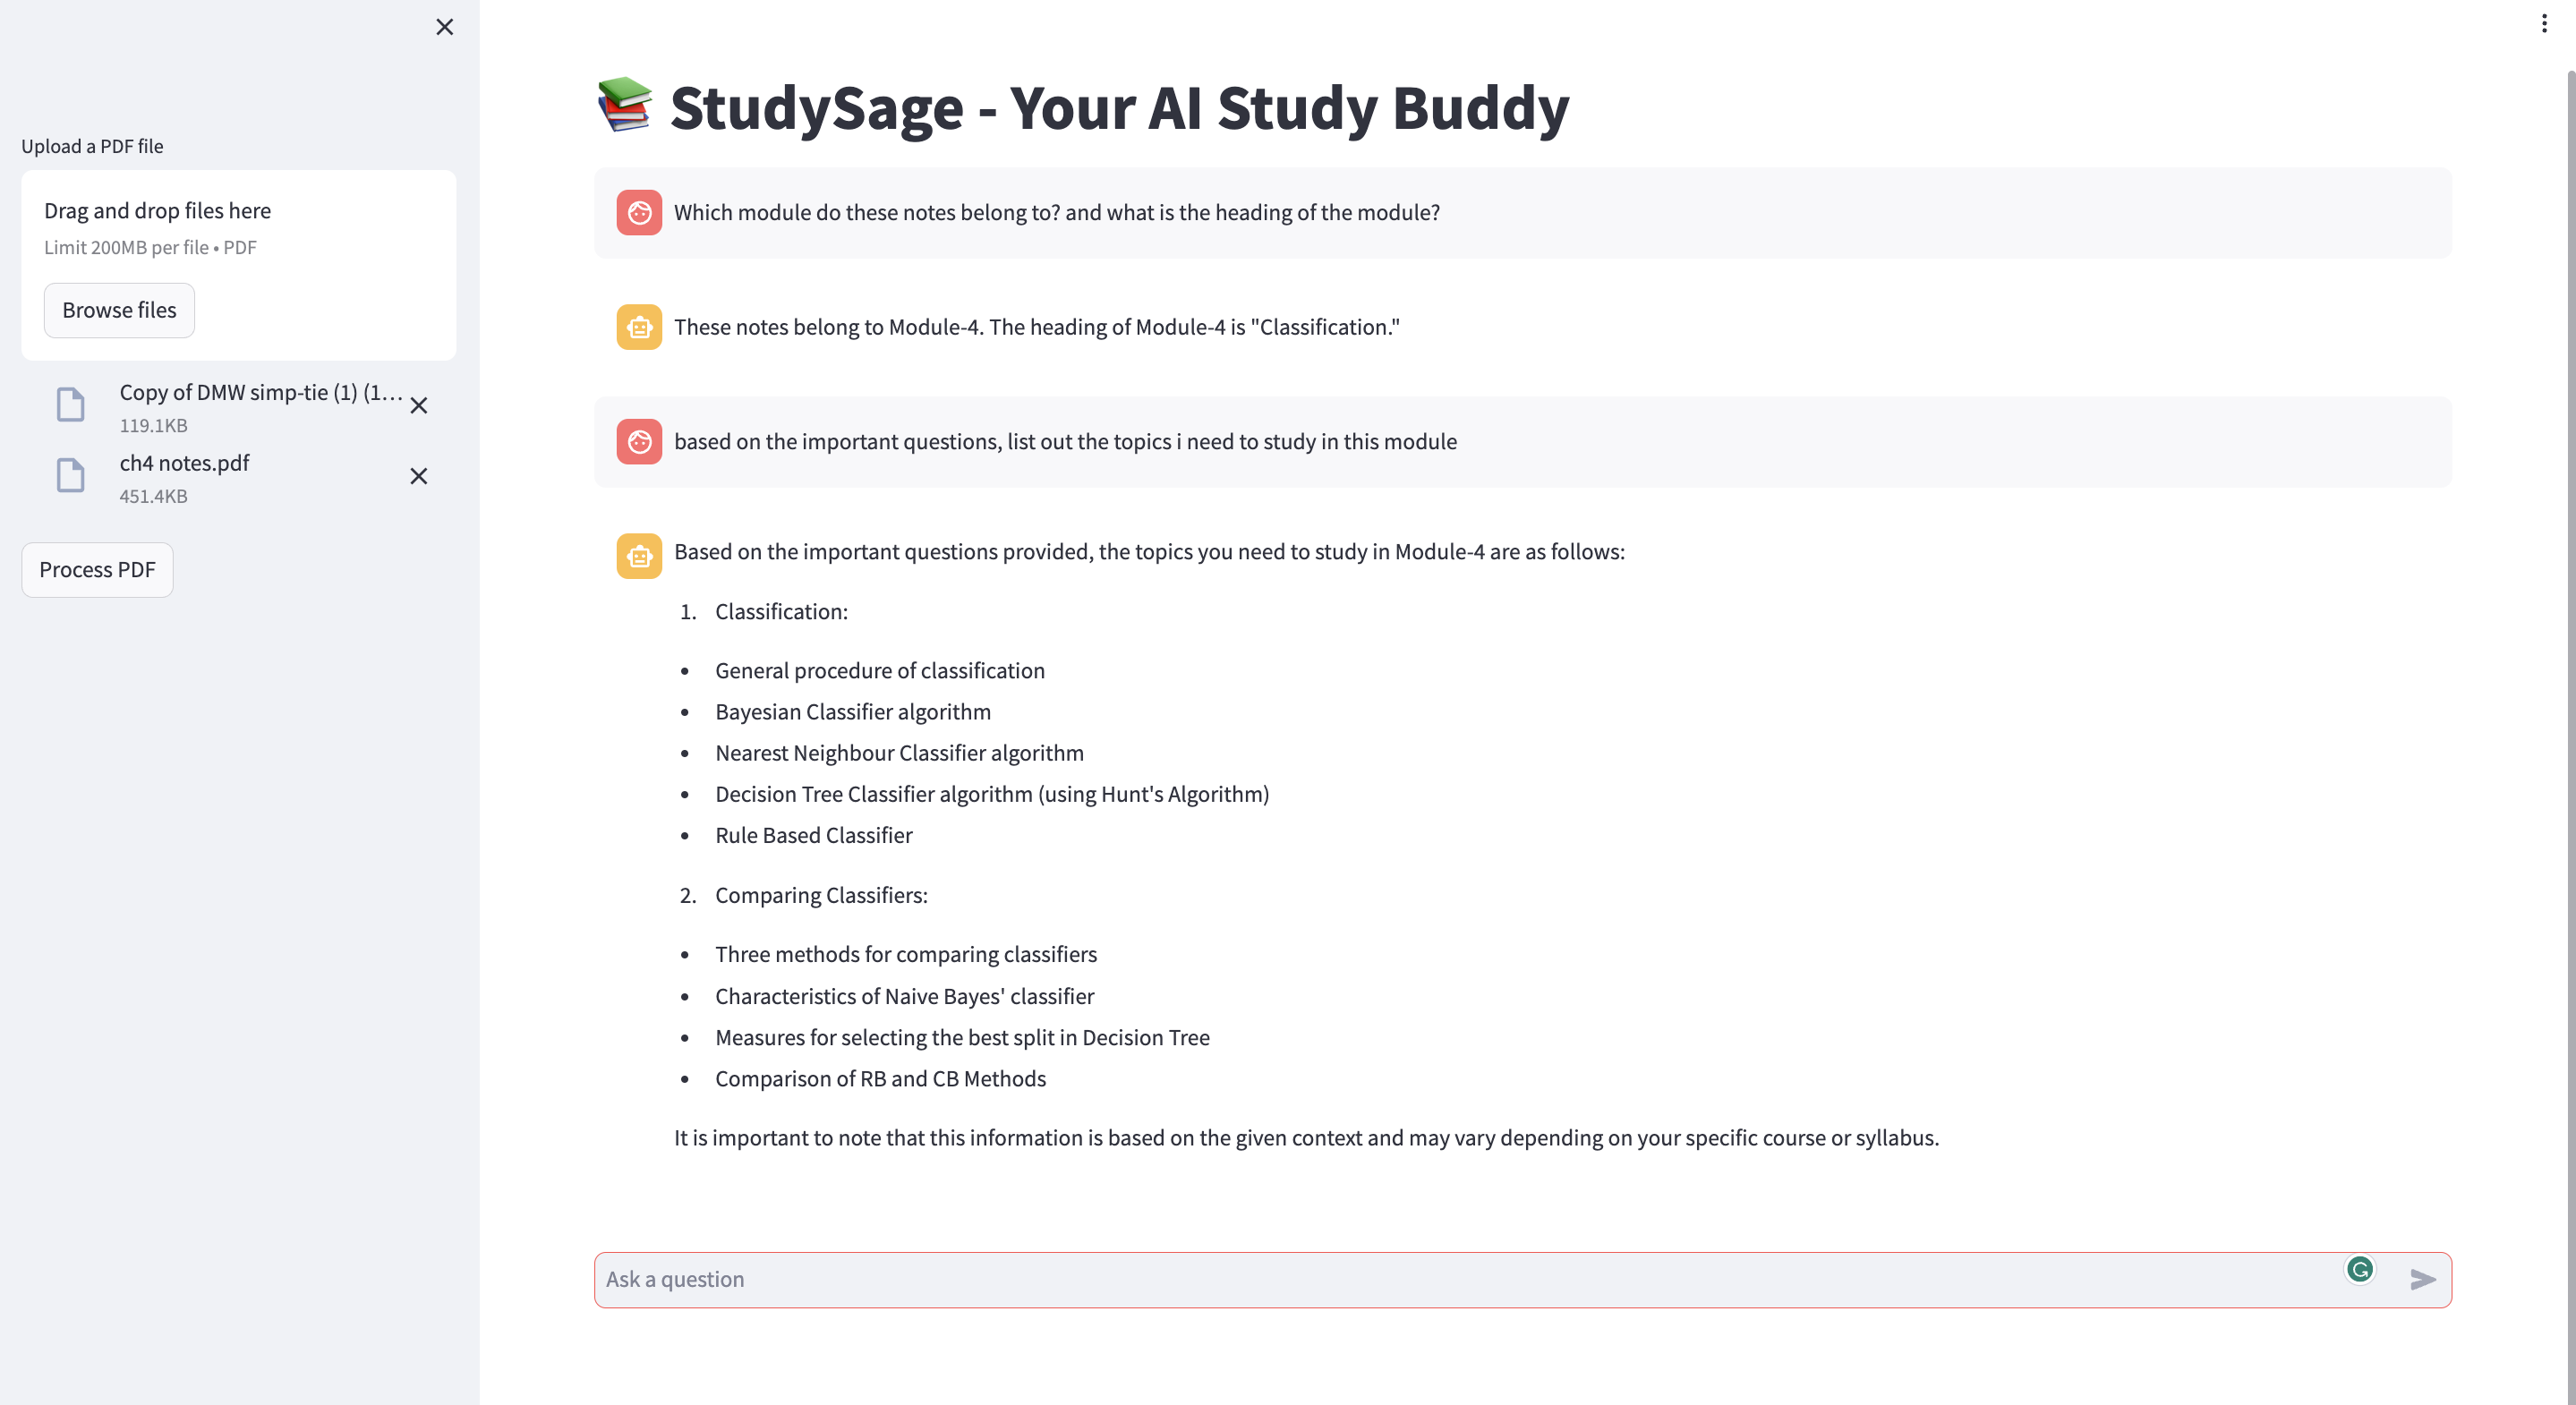 Upload a PDF file
Drag and drop files here
Limit 200MB per file • PDF
Browse files
Copy of DMW simp-tie (1) (1...
119.1KB
ch4 notes.pdf
451.4KB
Process PDF
StudySage - Your AI Study Buddy
Which module do these notes belong to? and what is the heading of the module?
These notes belong to Module-4. The heading of Module-4 is "Classification."
based on the important questions, list out the topics i need to study in this module
Based on the important questions provided, the topics you need to study in Module-4 are as follows:
1. Classification:
• General procedure of classification
• Bayesian Classifier algorithm
• Nearest Neighbour Classifier algorithm
• Decision Tree Classifier algorithm (using Hunt's Algorithm)
• Rule Based Classifier
2. Comparing Classifiers:
• Three methods for comparing classifiers
• Characteristics of Naive Bayes' classifier
• Measures for selecting the best split in Decision Tree
• Comparison of RB and CB Methods
It is important to note that this information is based on the given context and may vary depending on your specific course or syllabus.
Ask a question